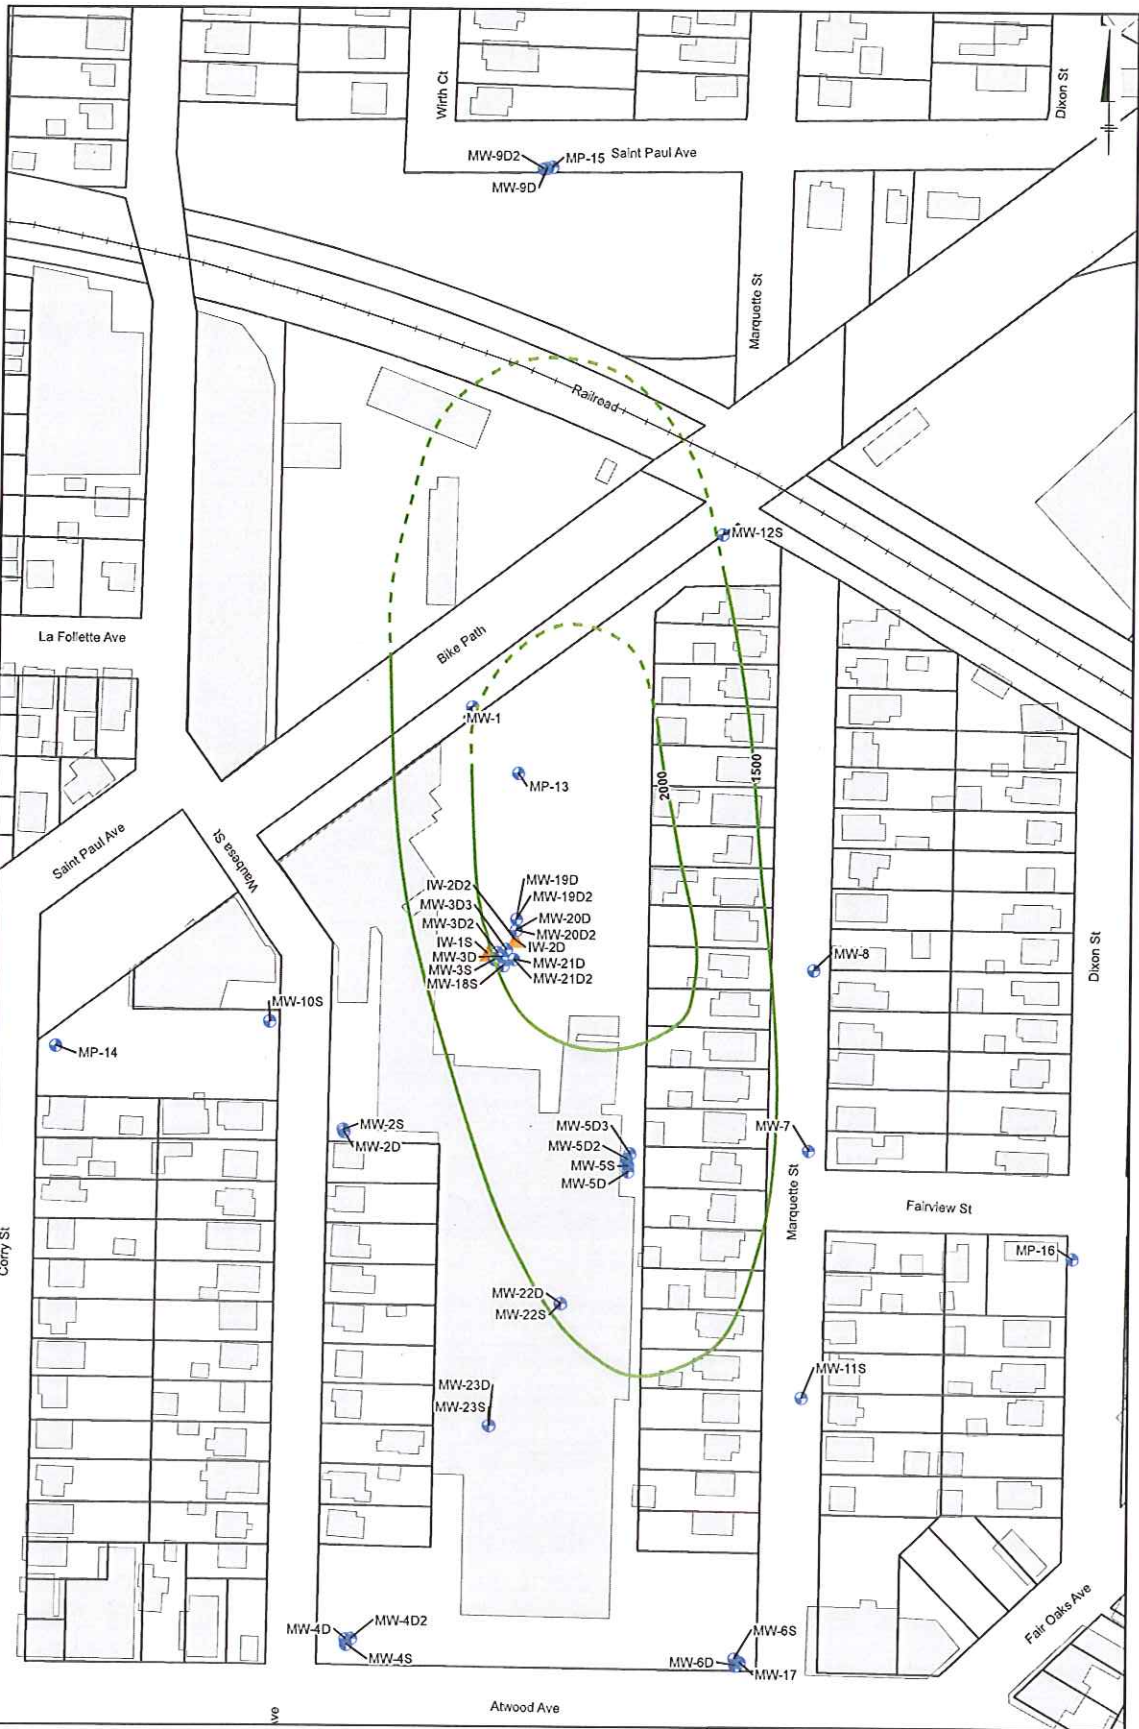 Wirth Ct
Dixon St
MW-9D2
MP-15
Saint Paul Ave
MW-9D
Marquette St
Railroad
MW-12S
La Follette Ave
Bike Path
MW-1
MP-13
2000
1500
Saint Paul Ave
Waubesa St
IW-2D2
MW-19D
MW-3D3
MW-19D2
MW-3D2
MW-20D
IW-1S
MW-20D2
MW-3D
IW-2D
MW-3S
MW-21D
MW-18S
MW-21D2
MW-8
Dixon St
MW-10S
MP-14
MW-2S
MW-2D
MW-5D3
MW-5D2
MW-5S
MW-5D
MW-7
Marquette St
Fairview St
Corry St
MP-16
MW-22D
MW-22S
MW-11S
MW-23D
MW-23S
MW-4D
MW-4D2
MW-4S
MW-6S
MW-6D
MW-17
Fair Oaks Ave
Atwood Ave
ve